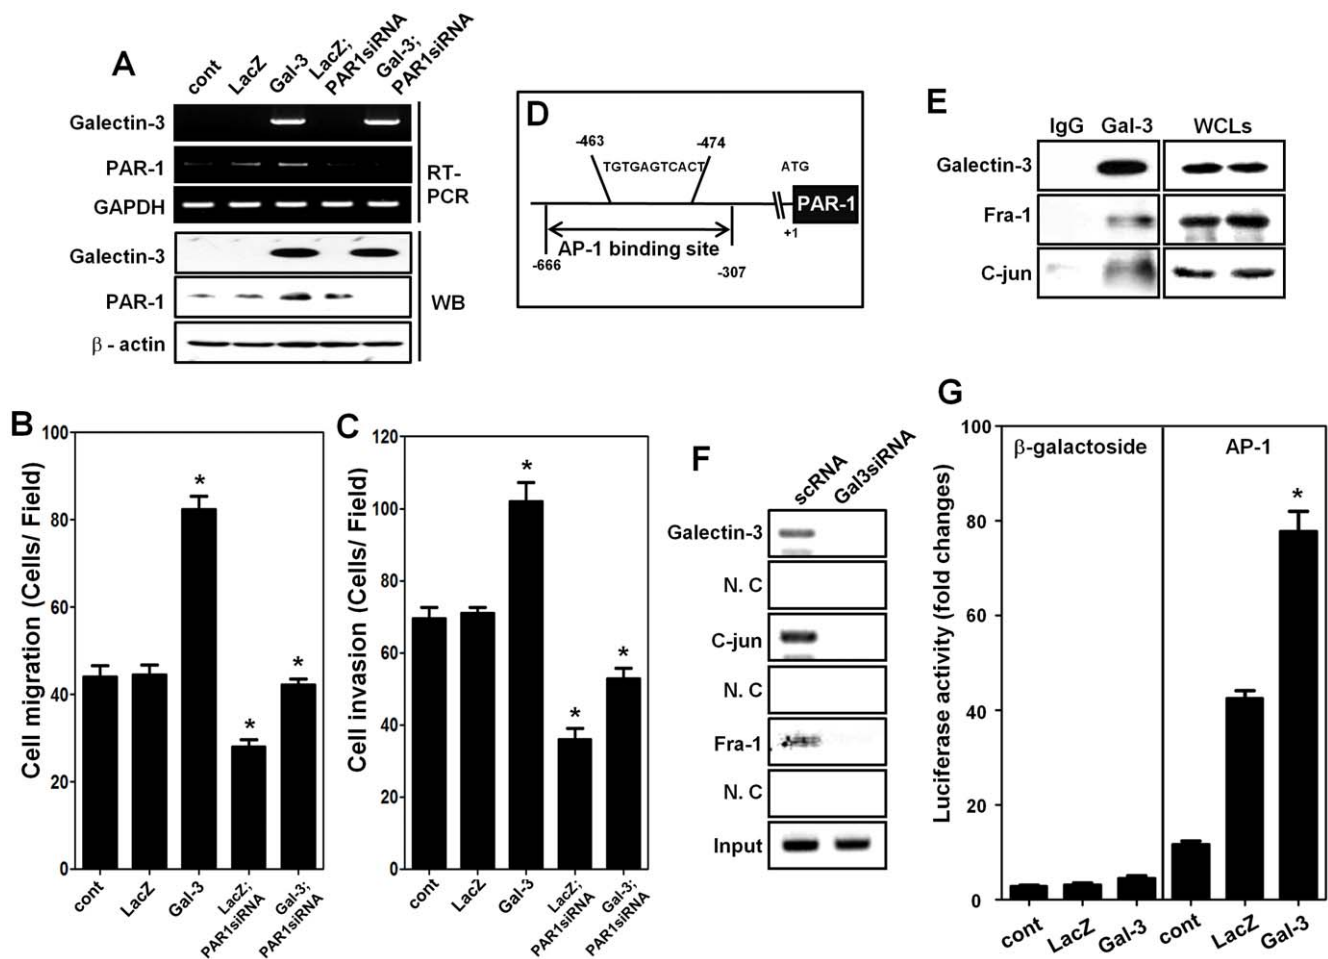 A
cont
LacZ
Gal-3
LacZ;
PAR1siRNA
Gal-3;
PAR1siRNA
Galectin-3
PAR-1
GAPDH
RT-
PCR
Galectin-3
PAR-1
β - actin
WB
D
-463
-474
TGTGAGTCACT
ATG
PAR-1
+1
AP-1 binding site
-666
-307
E
IgG
Gal-3
WCLs
Galectin-3
Fra-1
C-jun
B
Cell migration (Cells/ Field)
100
80
60
40
20
0
*
*
*
cont
LacZ
Gal-3
LacZ;
PAR1siRNA
Gal-3;
PAR1siRNA
C
Cell invasion (Cells/ Field)
120
100
80
60
40
20
0
*
*
*
cont
LacZ
Gal-3
LacZ;
PAR1siRNA
Gal-3;
PAR1siRNA
F
scRNA
Gal3siRNA
Galectin-3
N. C
C-jun
N. C
Fra-1
N. C
Input
G
Luciferase activity (fold changes)
100
80
60
40
20
0
β-galactoside
AP-1
*
cont
LacZ
Gal-3
cont
LacZ
Gal-3